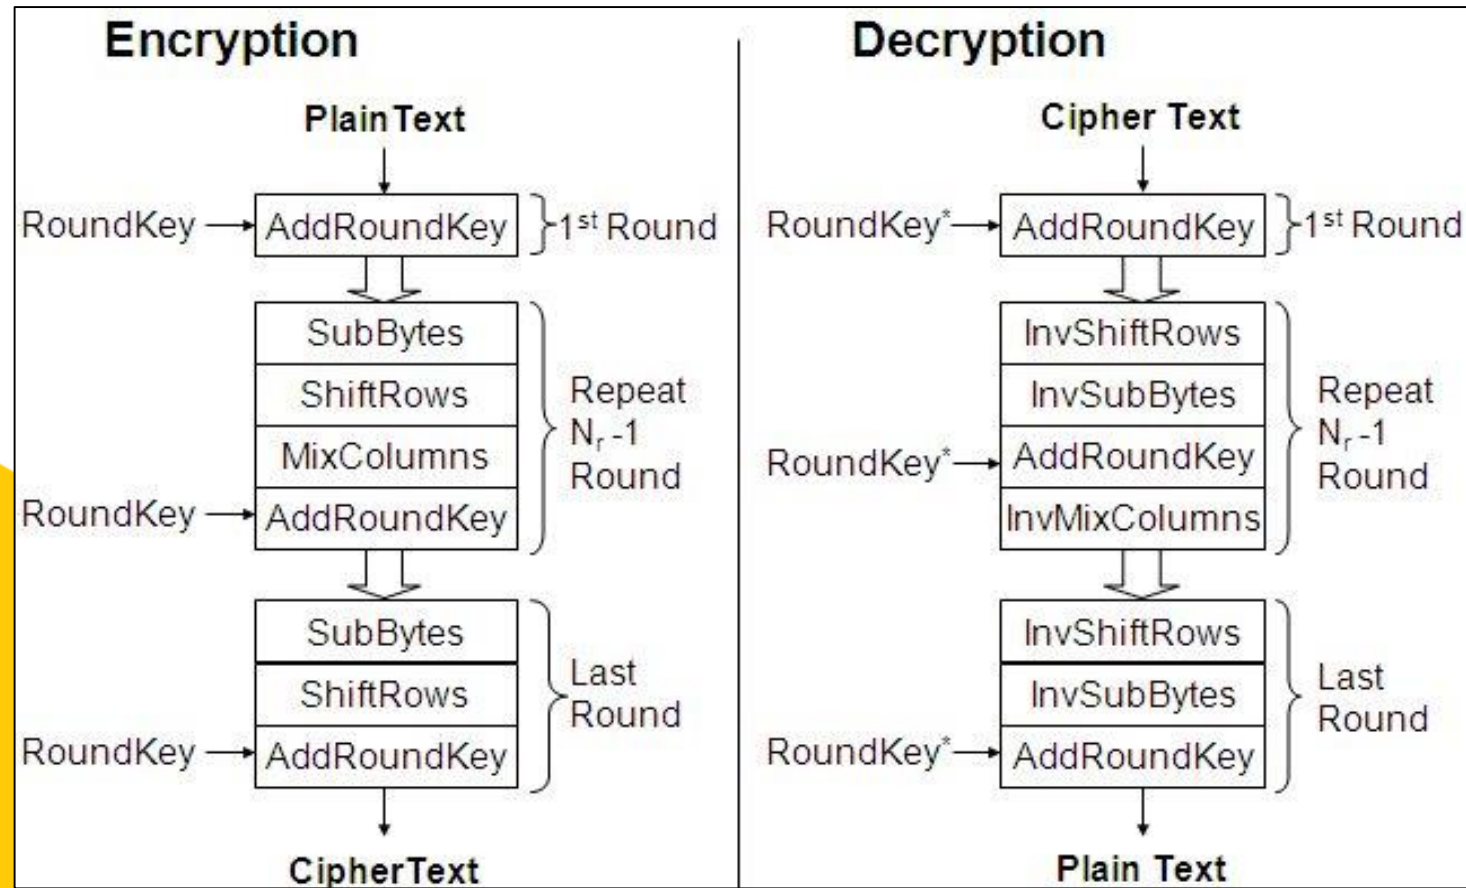 Encryption
Plain Text
RoundKey
AddRoundKey
1st Round
SubBytes
ShiftRows
MixColumns
RoundKey
AddRoundKey
Repeat
Nr -1
Round
SubBytes
ShiftRows
RoundKey
AddRoundKey
Last
Round
CipherText
Decryption
Cipher Text
RoundKey*
AddRoundKey
1st Round
InvShiftRows
InvSubBytes
RoundKey*
AddRoundKey
InvMixColumns
Repeat
Nr -1
Round
InvShiftRows
InvSubBytes
RoundKey*
AddRoundKey
Last
Round
Plain Text